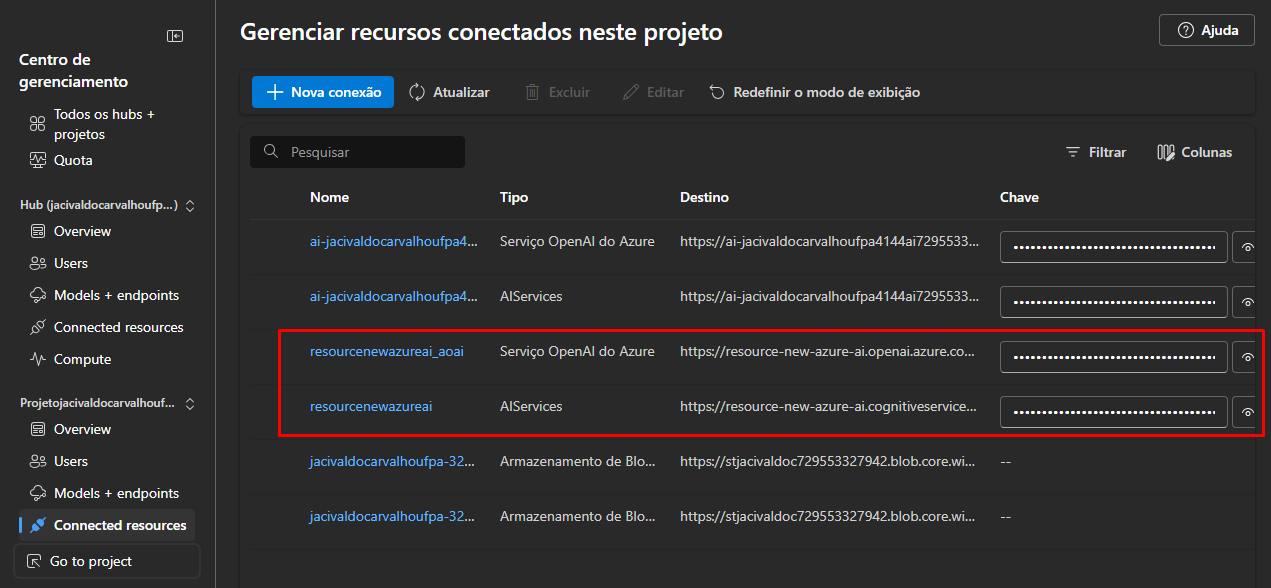 Centro de
gerenciamento
Todos os hubs +
projetos
Quota
Hub (jacivaldocarvalhoufp...)
Overview
Users
Models + endpoints
Connected resources
Compute
Projetojacivaldocarvalhouf...
Overview
Users
Models + endpoints
Connected resources
Go to project
Gerenciar recursos conectados neste projeto
Ajuda
Nova conexão Atualizar Excluir Editar Redefinir o modo de exibição
Pesquisar Filtrar Colunas
Nome Tipo Destino Chave
ai-jacivaldocarvalhoufpa4... Serviço OpenAI do Azure https://ai-jacivaldocarvalhoufpa4144ai7295533...
ai-jacivaldocarvalhoufpa4... AIServices https://ai-jacivaldocarvalhoufpa4144ai7295533...
resourcenewazureai_aoai Serviço OpenAI do Azure https://resource-new-azure-ai.openai.azure.co...
resourcenewazureai AIServices https://resource-new-azure-ai.cognitiveservice...
jacivaldocarvalhoufpa-32... Armazenamento de Blo... https://stjacivaldoc729553327942.blob.core.wi... --
jacivaldocarvalhoufpa-32... Armazenamento de Blo... https://stjacivaldoc729553327942.blob.core.wi... --